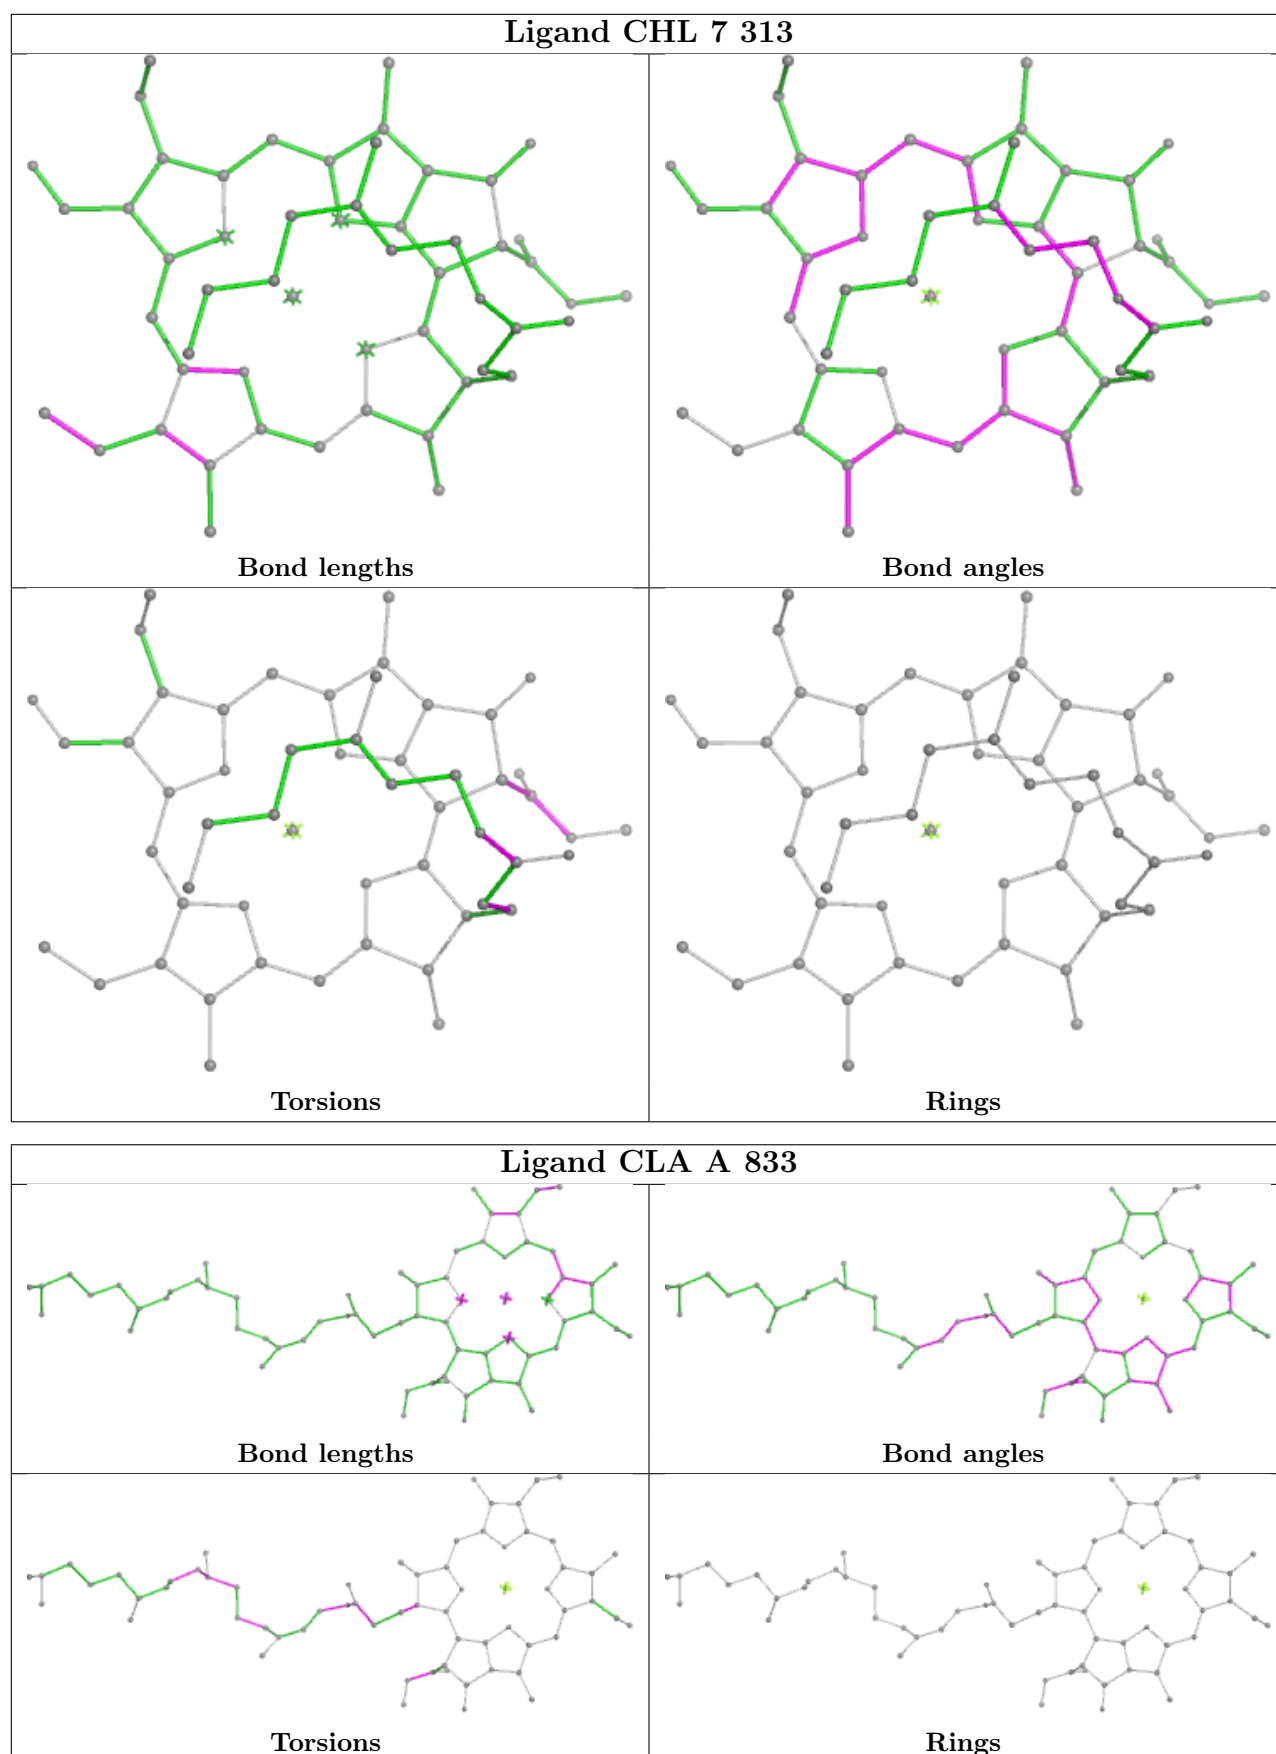 Ligand CHL 7 313
Bond lengths
Bond angles
Torsions
Rings
Ligand CLA A 833
Bond lengths
Bond angles
Torsions
Rings